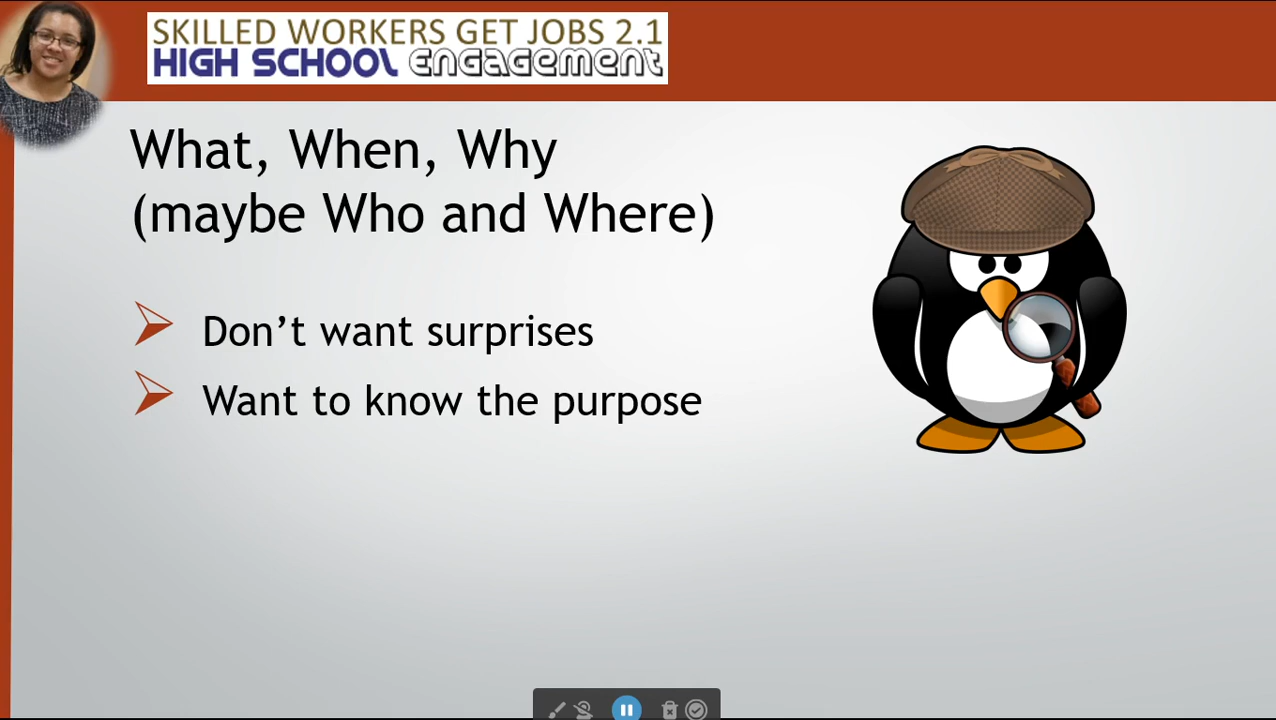 SKILLED WORKERS GET JOBS 2.1
HIGH SCHOOL ENGAGEMENT
What, When, Why
(maybe Who and Where)
Don’t want surprises
Want to know the purpose